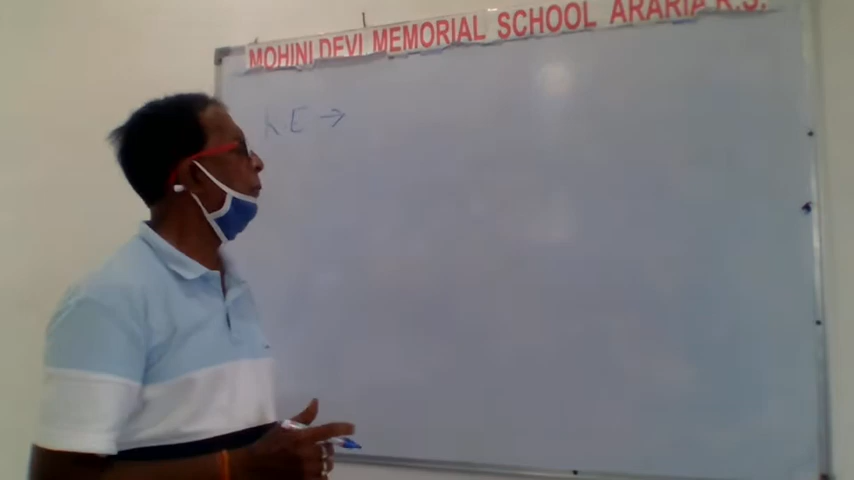 MOHINI DEVI MEMORIAL SCHOOL ARARIA R.S.
K.E →